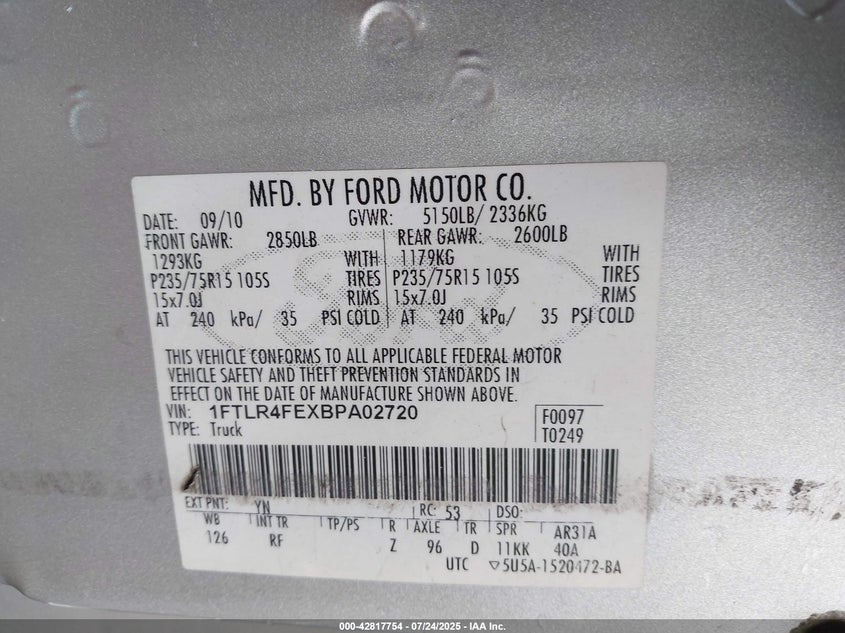 MFD. BY FORD MOTOR CO.
DATE: 09/10 GVWR: 5150LB/ 2336KG
FRONT GAWR: 2850LB REAR GAWR: 2600LB
1293KG WITH 1179KG WITH
P235/75R15 105S TIRES P235/75R15 105S TIRES
15x7.0J RIMS 15x7.0J RIMS
AT 240 kPa/ 35 PSI COLD AT 240 kPa/ 35 PSI COLD
THIS VEHICLE CONFORMS TO ALL APPLICABLE FEDERAL MOTOR
VEHICLE SAFETY AND THEFT PREVENTION STANDARDS IN
EFFECT ON THE DATE OF MANUFACTURE SHOWN ABOVE.
VIN: 1FTLR4FEXBPA02720 F0097
TYPE: Truck T0249
EXT PNT: YN RC: 53 DSO:
WB INT TR TP/PS R AXLE TR SPR AR31A
126 RF Z 96 D 11KK 40A
UTC ▽5U5A-1520472-BA
000-42817754 - 07/24/2025 - IAA Inc.